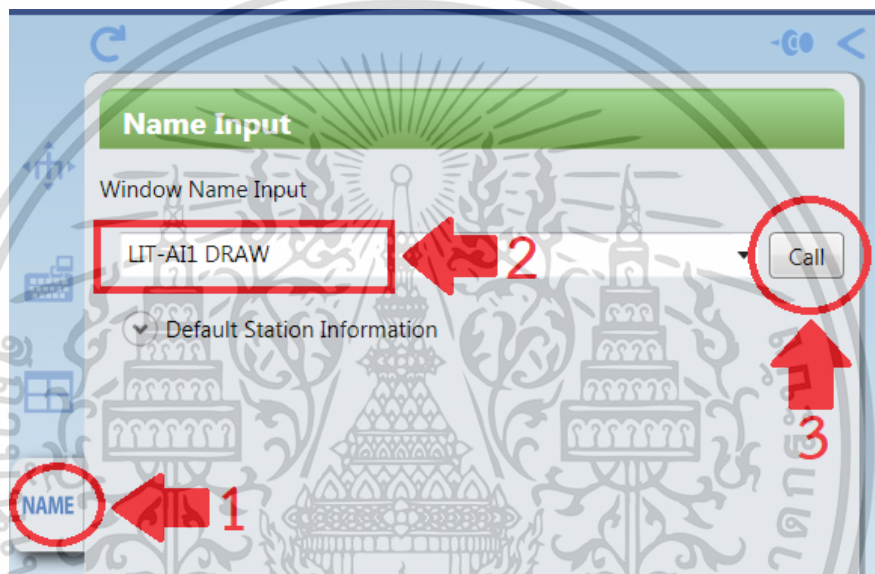 Name Input
Window Name Input
LIT-AI1 DRAW
2
Call
Default Station Information
3
NAME
1